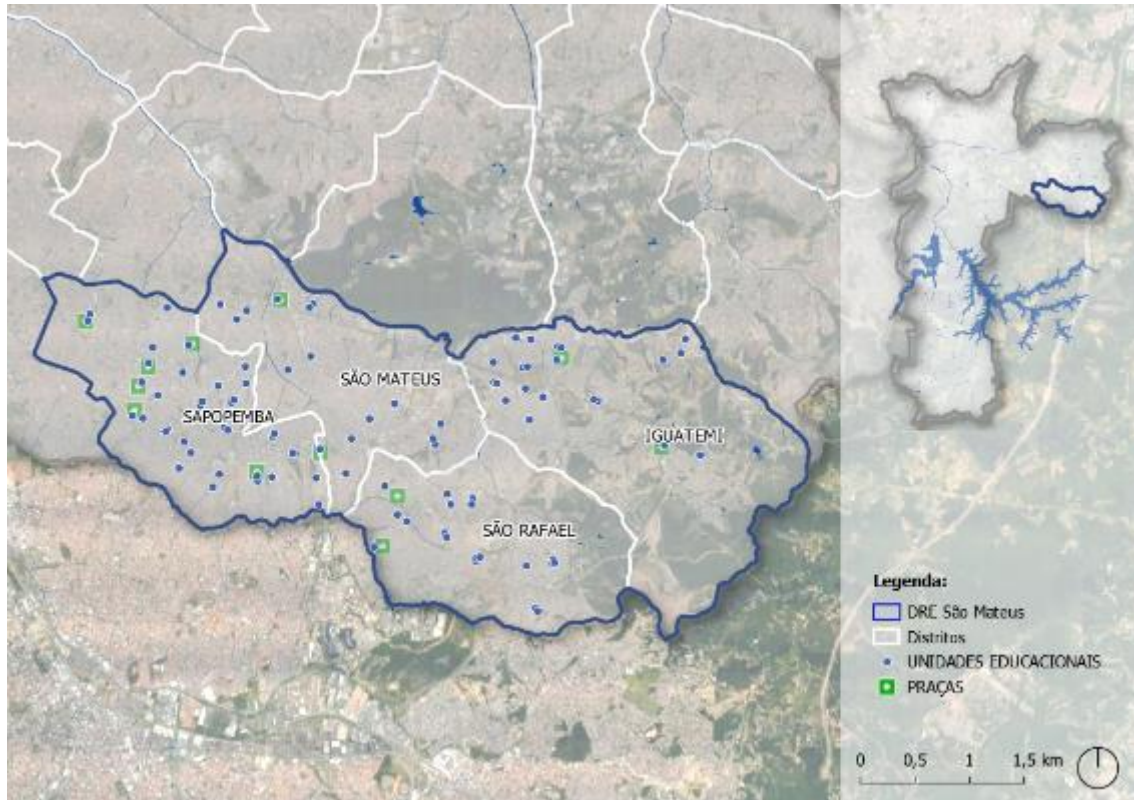 SÃO MATEUS
SAPOPEMBA
IGUATEMI
SÃO RAFAEL
Legenda:
DRE São Mateus
Distritos
UNIDADES EDUCACIONAIS
PRAÇAS
0 0,5 1 1,5 km